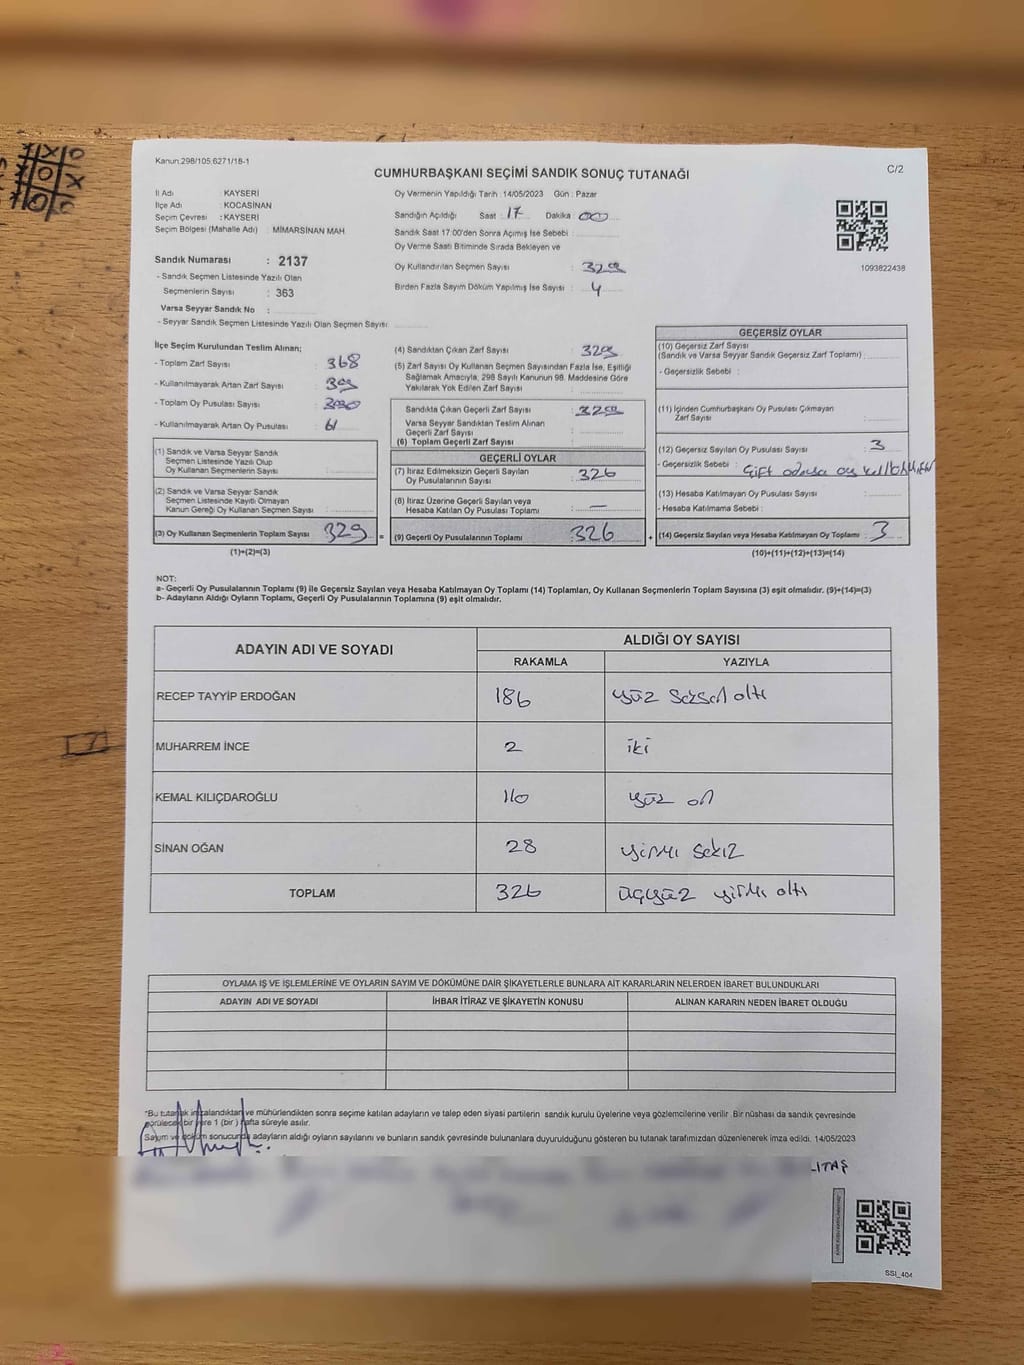 Kanun:298/105;6271/18-1
CUMHURBAŞKANI SEÇİMİ SANDIK SONUÇ TUTANAĞI
C/2
İl Adı : KAYSERİ
İlçe Adı : KOCASİNAN
Seçim Çevresi : KAYSERİ
Seçim Bölgesi (Mahalle Adı) : MİMARSİNAN MAH.
Oy Vermenin Yapıldığı Tarih : 14/05/2023 Gün : Pazar
Sandığın Açıldığı Saat : 17 Dakika : 00
Sandık Saat 17:00'den Sonra Açılmış İse Sebebi :
Oy Verme Saati Bitiminde Sırada Bekleyen ve
Oy Kullandırılan Seçmen Sayısı :
Birden Fazla Sayım Döküm Yapılmış İse Sayısı : 4
1093822438
Sandık Numarası : 2137
- Sandık Seçmen Listesinde Yazılı Olan
Seçmenlerin Sayısı : 363
Varsa Seyyar Sandık No :
- Seyyar Sandık Seçmen Listesinde Yazılı Olan Seçmen Sayısı :
İlçe Seçim Kurulundan Teslim Alınan;
- Toplam Zarf Sayısı : 368
- Kullanılmayarak Artan Zarf Sayısı :
- Toplam Oy Pusulası Sayısı :
- Kullanılmayarak Artan Oy Pusulası : 61
(1) Sandık ve Varsa Seyyar Sandık
Seçmen Listesinde Yazılı Olup
Oy Kullanan Seçmenlerin Sayısı :
(2) Sandık ve Varsa Seyyar Sandık
Seçmen Listesinde Kayıtlı Olmayan
Kanun Gereği Oy Kullanan Seçmen Sayısı :
(3) Oy Kullanan Seçmenlerin Toplam Sayısı 329
(1)+(2)=(3)
(4) Sandıktan Çıkan Zarf Sayısı : 329
(5) Zarf Sayısı Oy Kullanan Seçmen Sayısından Fazla İse, Eşitliği
Sağlamak Amacıyla, 298 Sayılı Kanunun 98. Maddesine Göre
Yakılarak Yok Edilen Zarf Sayısı :
Sandıkta Çıkan Geçerli Zarf Sayısı :
Varsa Seyyar Sandıktan Teslim Alınan
Geçerli Zarf Sayısı :
(6) Toplam Geçerli Zarf Sayısı :
GEÇERLİ OYLAR
(7) İtiraz Edilmeksizin Geçerli Sayılan
Oy Pusulalarının Sayısı : 326
(8) İtiraz Üzerine Geçerli Sayılan veya
Hesaba Katılan Oy Pusulası Toplamı : —
= (9) Geçerli Oy Pusulalarının Toplamı 326
GEÇERSİZ OYLAR
(10) Geçersiz Zarf Sayısı
(Sandık ve Varsa Seyyar Sandık Geçersiz Zarf Toplamı) :
- Geçersizlik Sebebi :
(11) İçinden Cumhurbaşkanı Oy Pusulası Çıkmayan
Zarf Sayısı :
(12) Geçersiz Sayılan Oy Pusulası Sayısı : 3
- Geçersizlik Sebebi : Çift adaya oy
(13) Hesaba Katılmayan Oy Pusulası Sayısı :
- Hesaba Katılmama Sebebi :
+ (14) Geçersiz Sayılan veya Hesaba Katılmayan Oy Toplamı : 3
(10)+(11)+(12)+(13)=(14)
NOT:
a- Geçerli Oy Pusulalarının Toplamı (9) ile Geçersiz Sayılan veya Hesaba Katılmayan Oy Toplamı (14) Toplamları, Oy Kullanan Seçmenlerin Toplam Sayısına (3) eşit olmalıdır. (9)+(14)=(3)
b- Adayların Aldığı Oyların Toplamı, Geçerli Oy Pusulalarının Toplamına (9) eşit olmalıdır.
ADAYIN ADI VE SOYADI
ALDIĞI OY SAYISI
RAKAMLA YAZIYLA
RECEP TAYYİP ERDOĞAN 186 yüz seksen altı
MUHARREM İNCE 2 iki
KEMAL KILIÇDAROĞLU 110 yüz on
SİNAN OĞAN 28 yirmi sekiz
TOPLAM 326 üçyüz yirmi altı
OYLAMA İŞ VE İŞLEMLERİNE VE OYLARIN SAYIM VE DÖKÜMÜNE DAİR ŞİKAYETLERLE BUNLARA AİT KARARLARIN NELERDEN İBARET BULUNDUKLARI
ADAYIN ADI VE SOYADI İHBAR İTİRAZ VE ŞİKAYETİN KONUSU ALINAN KARARIN NEDEN İBARET OLDUĞU
*Bu tutanak imzalandıktan ve mühürlendikten sonra seçime katılan adayların ve talep eden siyasi partilerin sandık kurulu üyelerine veya gözlemcilerine verilir. Bir nüshası da sandık çevresinde
görülecek bir yere 1 (bir ) hafta süreyle asılır.
Sayım ve döküm sonucunda adayların aldığı oyların sayılarını ve bunların sandık çevresinde bulunanlara duyurulduğunu gösteren bu tutanak tarafımızdan düzenlenerek imza edildi. 14/05/2023
LITAŞ
SSI_404